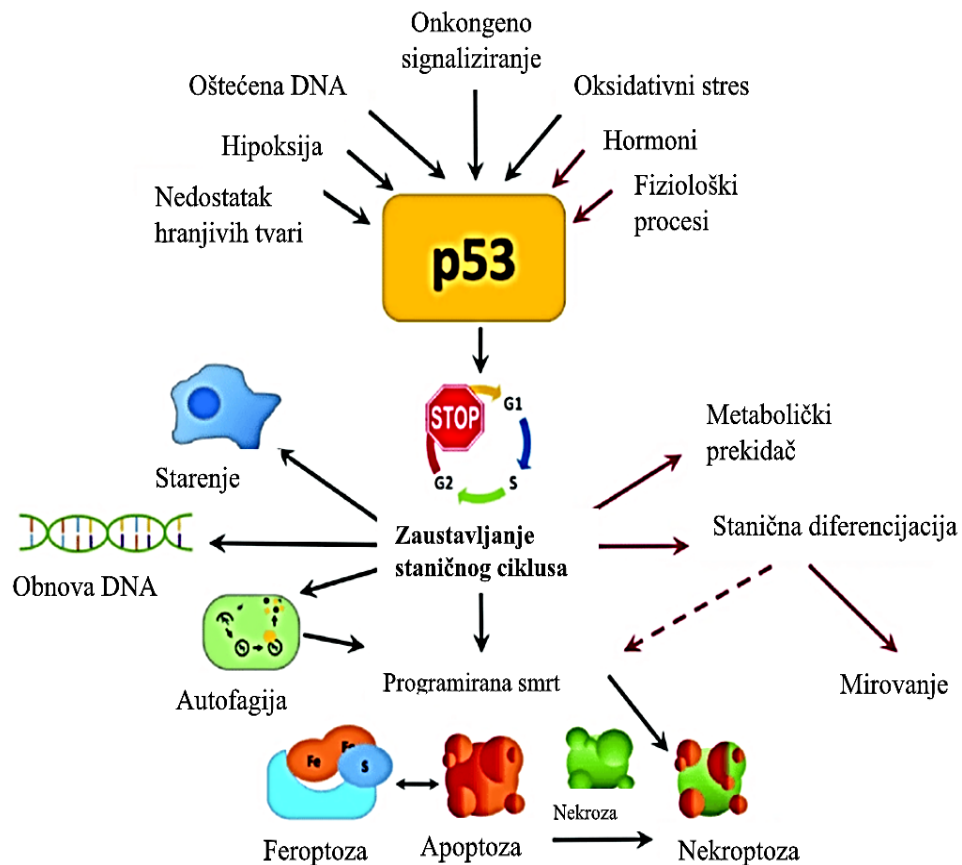 Onkongeno
signaliziranje
Oštećena DNA
Oksidativni stres
Hipoksija
Hormoni
Nedostatak
hranjivih tvari
Fiziološki
procesi
p53
STOP
G1
G2
S
Metabolički
prekidač
Starenje
Zaustavljanje
staničnog ciklusa
Stanična diferencijacija
Obnova DNA
Autofagija
Programirana smrt
Mirovanje
Fe
Fe
S
Nekroza
Feroptoza
Apoptoza
Nekroptoza